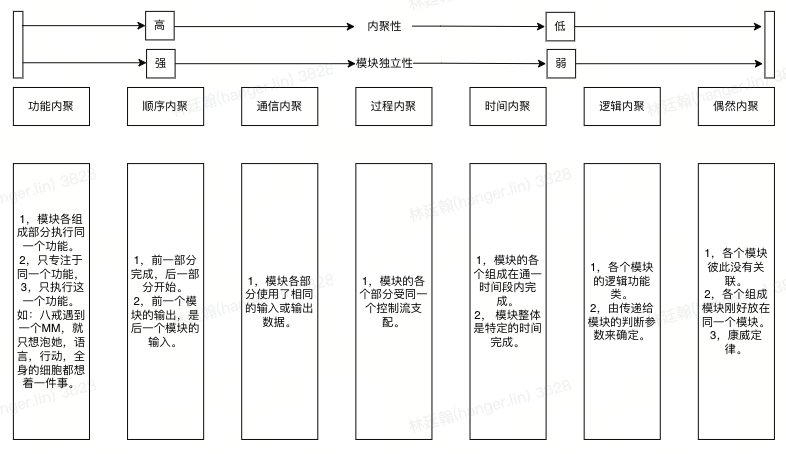 高
内聚性
低
强
模块独立性
弱
功能内聚
顺序内聚
通信内聚
过程内聚
时间内聚
逻辑内聚
偶然内聚
1，模块各组
成部分执行同
一个功能。
2，只专注于
同一个功能，
3，只执行这
一个功能。
如：八戒遇到
一个MM，就
只想泡她，语
言，行动，全
身的细胞都想
着一件事。
1，前一部分
完成，后一部
分开始。
2，前一个模
块的输出，是
后一个模块的
输入。
1，模块各部
分使用了相同
的输入或输出
数据。
1，模块的各
个部分受同一
个控制流支
配。
1，模块的各
个组成在通一
时间段内完
成。
2， 模块整体
是特定的时间
完成。
1，各个模块
的逻辑功能
类。
2，由传递给
模块的判断参
数来确定。
1，各个模块
彼此没有关
联。
2，各个组成
模块刚好放在
同一个模块。
3，康威定
律。
林廷翰(hanger.lin) 3828